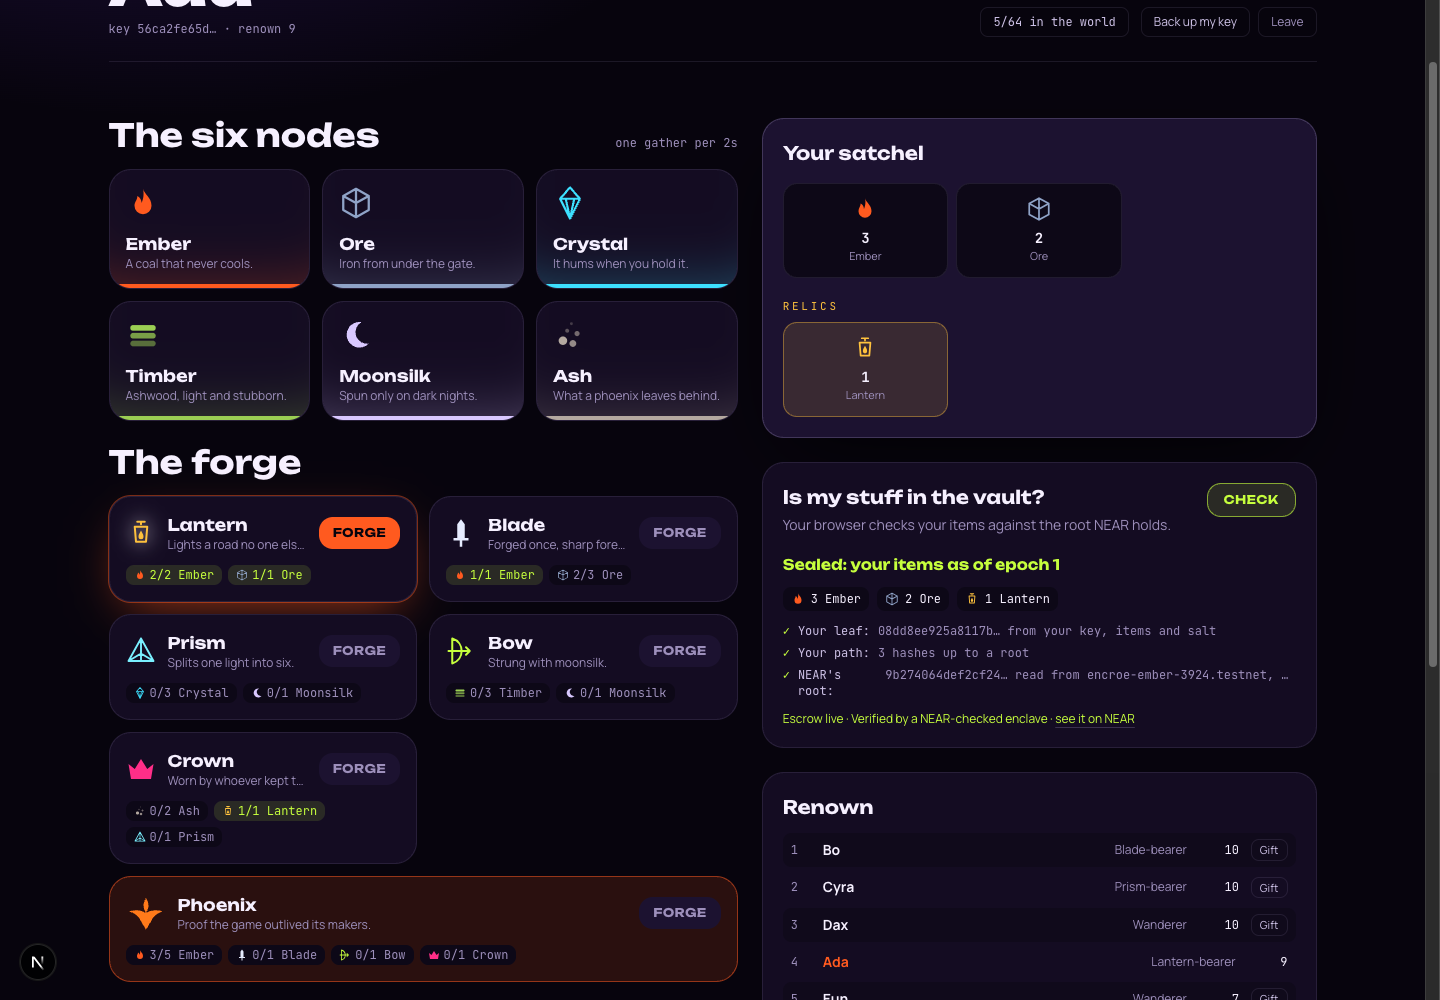 key 56ca2fe65d… · renown 9
5/64 in the world
Back up my key
Leave
The six nodes
one gather per 2s
Ember
A coal that never cools.
Ore
Iron from under the gate.
Crystal
It hums when you hold it.
Timber
Ashwood, light and stubborn.
Moonsilk
Spun only on dark nights.
Ash
What a phoenix leaves behind.
The forge
Lantern
Lights a road no one els…
FORGE
2/2 Ember
1/1 Ore
Blade
Forged once, sharp fore…
FORGE
1/1 Ember
2/3 Ore
Prism
Splits one light into six.
FORGE
0/3 Crystal
0/1 Moonsilk
Bow
Strung with moonsilk.
FORGE
0/3 Timber
0/1 Moonsilk
Crown
Worn by whoever kept t…
FORGE
0/2 Ash
1/1 Lantern
0/1 Prism
Phoenix
Proof the game outlived its makers.
FORGE
3/5 Ember
0/1 Blade
0/1 Bow
0/1 Crown
N
Your satchel
3
Ember
2
Ore
RELICS
1
Lantern
Is my stuff in the vault?
CHECK
Your browser checks your items against the root NEAR holds.
Sealed: your items as of epoch 1
3 Ember
2 Ore
1 Lantern
✓ Your leaf: 08dd8ee925a8117b… from your key, items and salt
✓ Your path: 3 hashes up to a root
✓ NEAR's root: 9b274064def2cf24… read from encroe-ember-3924.testnet, …
Escrow live · Verified by a NEAR-checked enclave · see it on NEAR
Renown
1 Bo Blade-bearer 10 Gift
2 Cyra Prism-bearer 10 Gift
3 Dax Wanderer 10 Gift
4 Ada Lantern-bearer 9